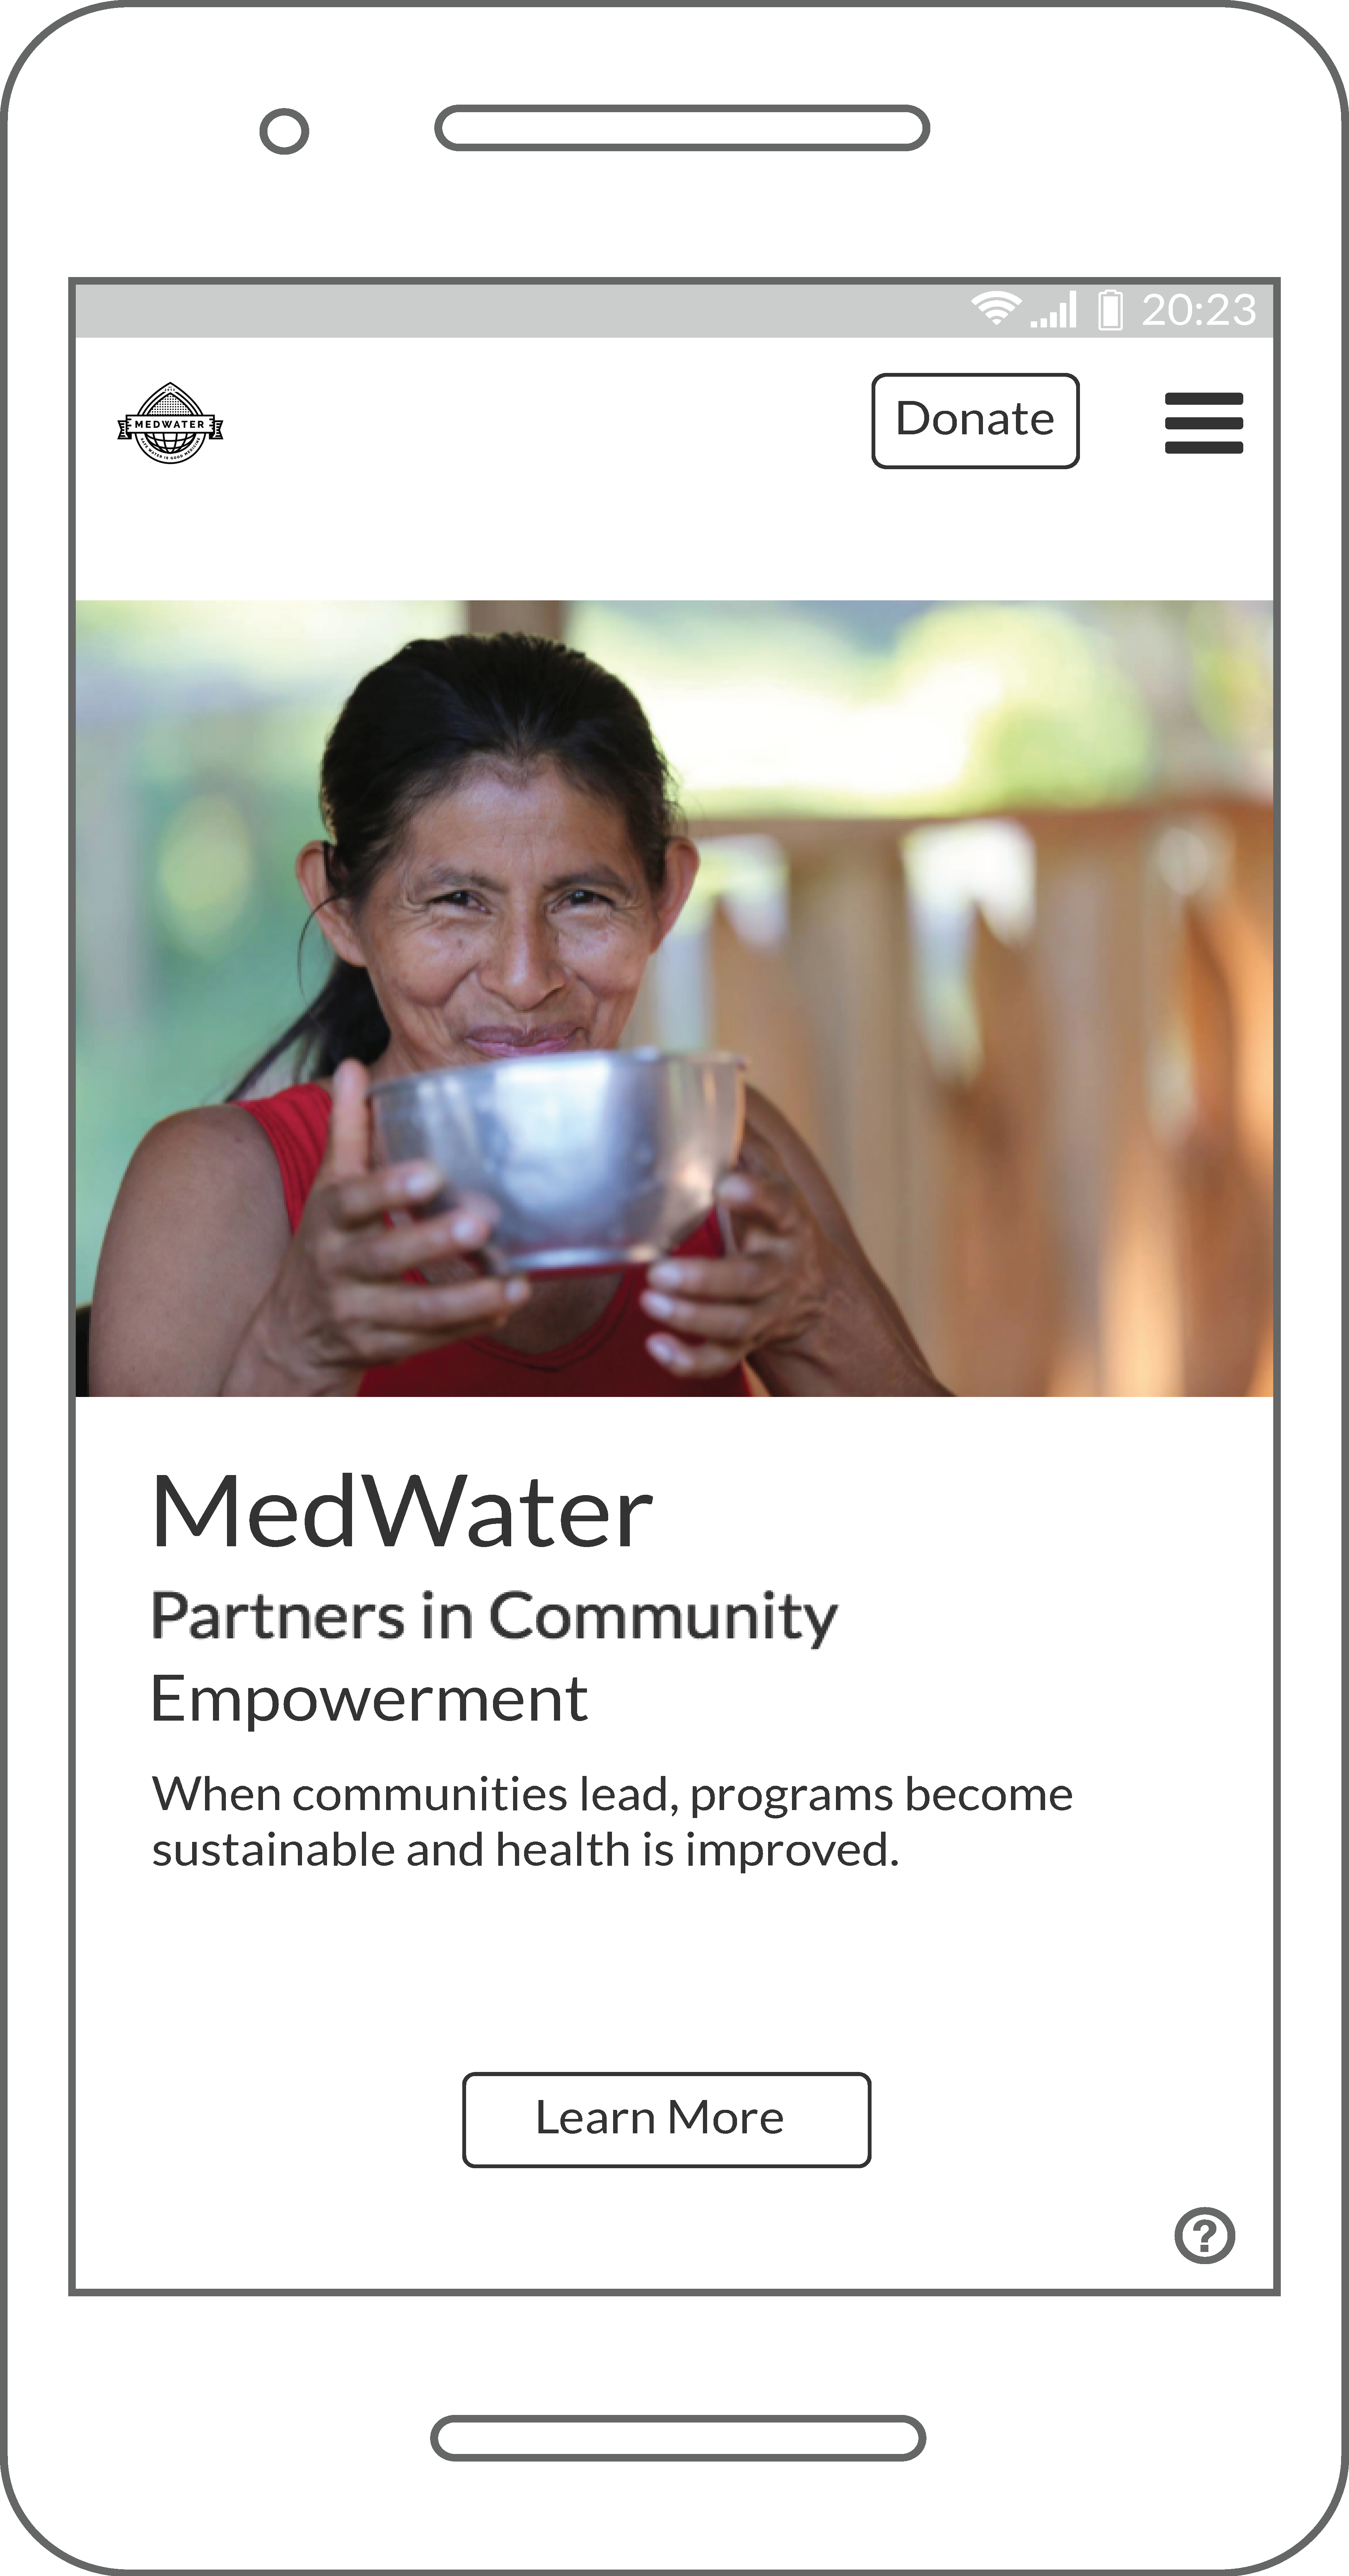 20:23
MEDWATER
Donate
MedWater
Partners in Community
Empowerment
When communities lead, programs become
sustainable and health is improved.
Learn More
?